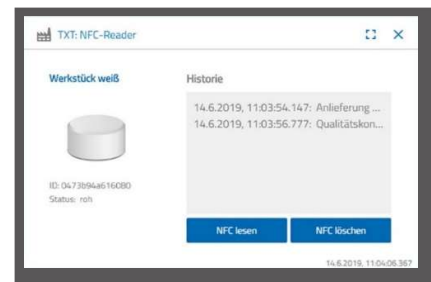 TXT: NFC-Reader
Werkstück weiß
Historie
14.6.2019, 11:03:54.147: Anlieferung ...
14.6.2019, 11:03:56.777: Qualitätskon...
ID: 0473b94a616080
Status: roh
NFC lesen
NFC löschen
14.6.2019, 11:04:06.367